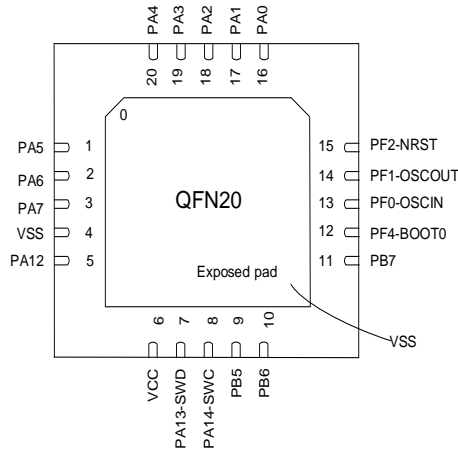 PA4 PA3 PA2 PA1 PA0
20 19 18 17 16
0
PA5 1 15 PF2-NRST
PA6 2 14 PF1-OSCOUT
PA7 3 QFN20 13 PF0-OSCIN
VSS 4 12 PF4-BOOT0
PA12 5 11 PB7
Exposed pad
6 7 8 9 10
VSS
VCC PA13-SWD PA14-SWC PB5 PB6